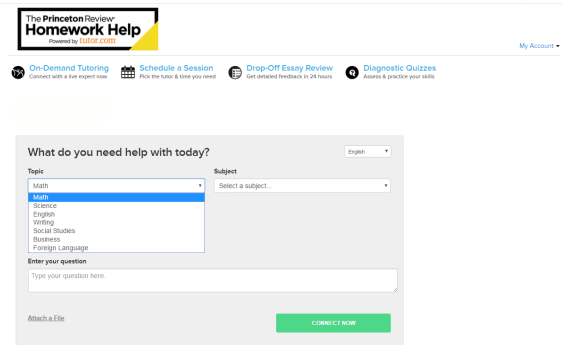 The Princeton Review
Homework Help
Powered by tutor.com
My Account
On-Demand Tutoring
Connect with a live expert now
Schedule a Session
Pick the tutor & time you need
Drop-Off Essay Review
Get detailed feedback in 24 hours
Diagnostic Quizzes
Assess & practice your skills
What do you need help with today?
English
Topic
Subject
Math
Select a subject...
Math
Science
English
Writing
Social Studies
Business
Foreign Language
Enter your question
Type your question here.
Attach a File
CONNECT NOW